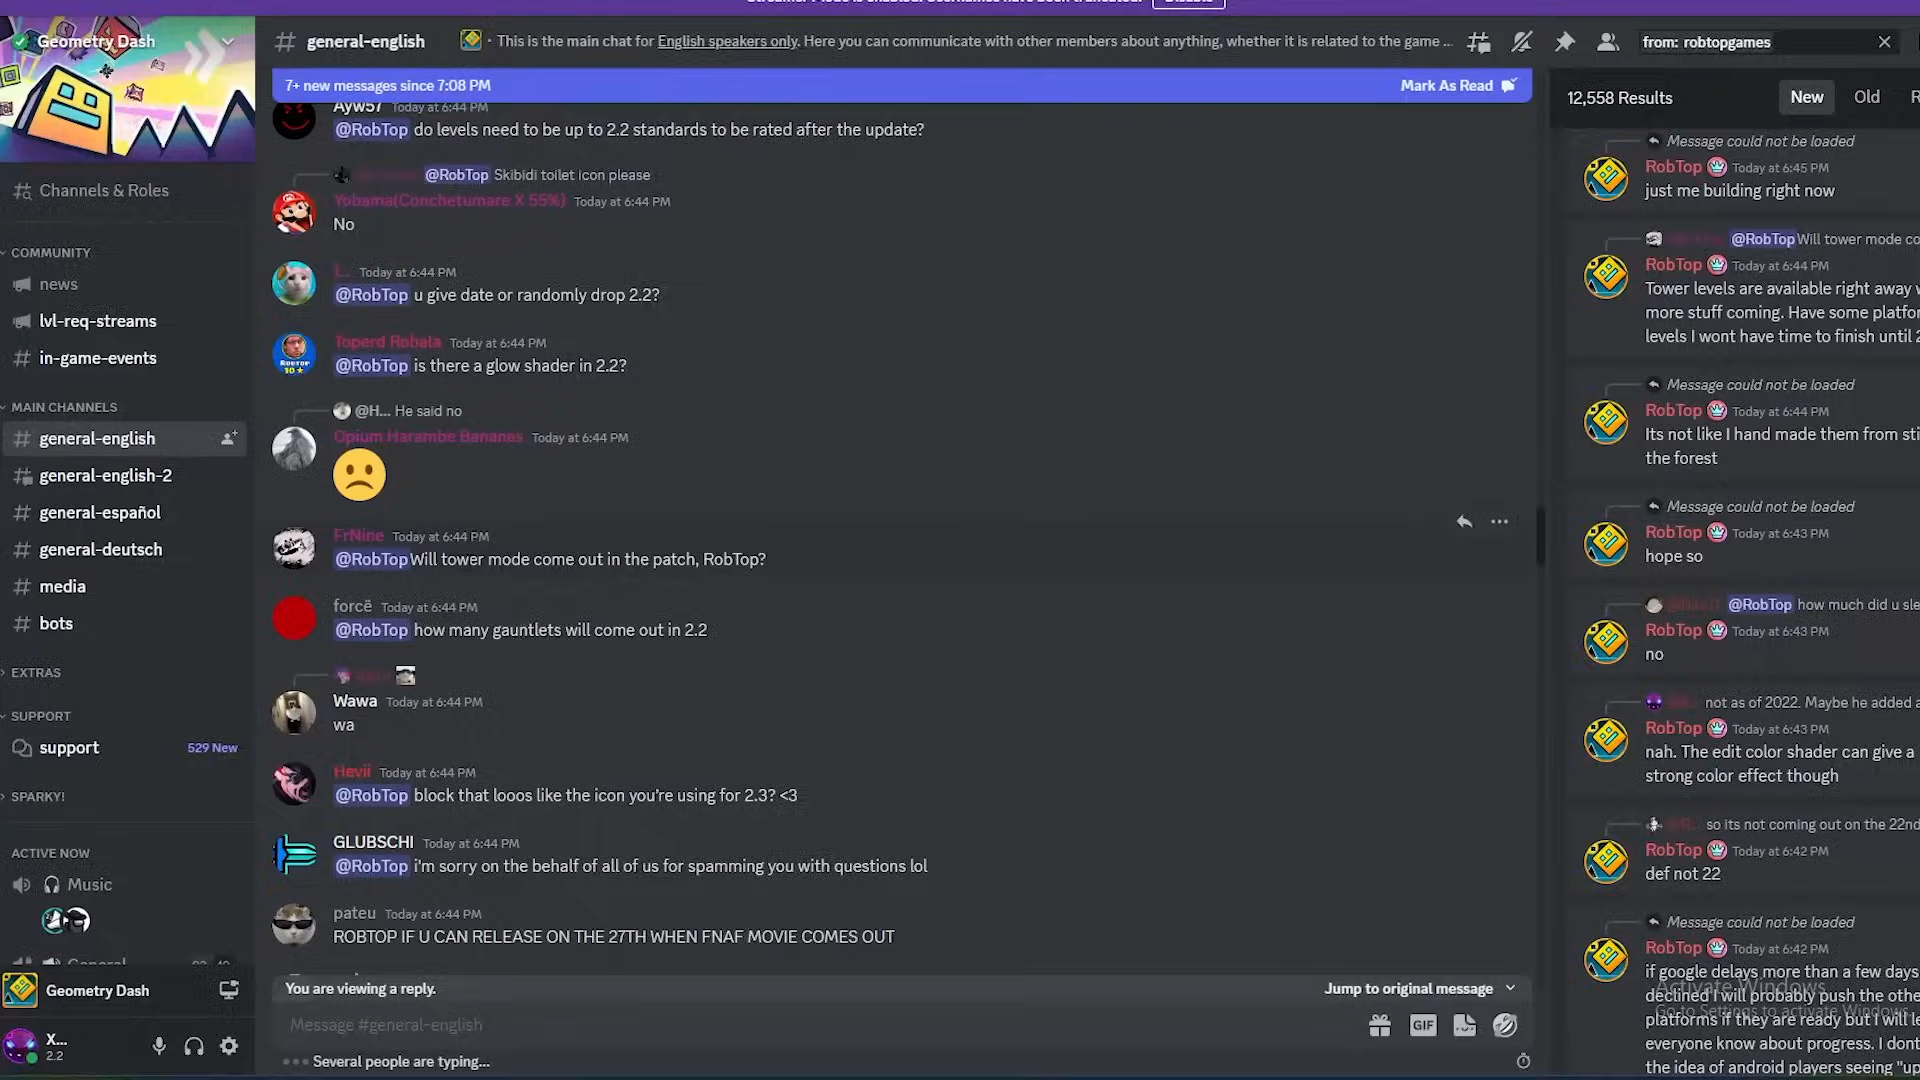 Geometry Dash
general-english
This is the main chat for English speakers only. Here you can communicate with other members about anything, whether it is related to the game ...
from: robtopgames
7+ new messages since 7:08 PM
Mark As Read
12,558 Results
New
Old
Channels & Roles
COMMUNITY
news
lvl-req-streams
in-game-events
MAIN CHANNELS
general-english
general-english-2
general-español
general-deutsch
media
bots
EXTRAS
SUPPORT
support
529 New
SPARKY!
ACTIVE NOW
Music
Geometry Dash
X...
2.2
Ayw57 Today at 6:44 PM
@RobTop do levels need to be up to 2.2 standards to be rated after the update?
@RobTop Skibidi toilet icon please
Yobama(Conchetumare X 55%) Today at 6:44 PM
No
Today at 6:44 PM
@RobTop u give date or randomly drop 2.2?
Toperd Robala Today at 6:44 PM
@RobTop is there a glow shader in 2.2?
@H... He said no
Opium Harambe Bananas Today at 6:44 PM
FrNine Today at 6:44 PM
@RobTop Will tower mode come out in the patch, RobTop?
forcë Today at 6:44 PM
@RobTop how many gauntlets will come out in 2.2
Wawa Today at 6:44 PM
wa
Hevii Today at 6:44 PM
@RobTop block that looos like the icon you're using for 2.3? <3
GLUBSCHI Today at 6:44 PM
@RobTop i'm sorry on the behalf of all of us for spamming you with questions lol
pateu Today at 6:44 PM
ROBTOP IF U CAN RELEASE ON THE 27TH WHEN FNAF MOVIE COMES OUT
You are viewing a reply.
Jump to original message
Message #general-english
GIF
Several people are typing...
Message could not be loaded
RobTop Today at 6:45 PM
just me building right now
@RobTop Will tower mode co
RobTop Today at 6:44 PM
Tower levels are available right away
more stuff coming. Have some platfor
levels I wont have time to finish until
Message could not be loaded
RobTop Today at 6:44 PM
Its not like I hand made them from sti
the forest
Message could not be loaded
RobTop Today at 6:43 PM
hope so
@RobTop how much did u sle
RobTop Today at 6:43 PM
no
not as of 2022. Maybe he added a
RobTop Today at 6:43 PM
nah. The edit color shader can give a
strong color effect though
so its not coming out on the 22nd
RobTop Today at 6:42 PM
def not 22
Message could not be loaded
RobTop Today at 6:42 PM
if google delays more than a few days
declined I will probably push the othe
platforms if they are ready but I will le
everyone know about progress. I dont
the idea of android players seeing "up
Activate Windows
Go to Settings to activate Windows.